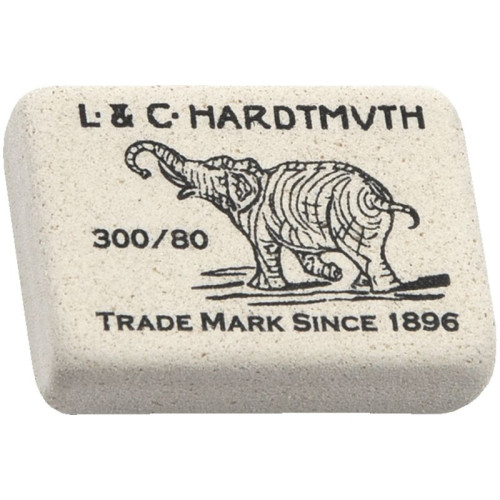 L. & C. HARDTMVTH
300/80
TRADE MARK SINCE 1896